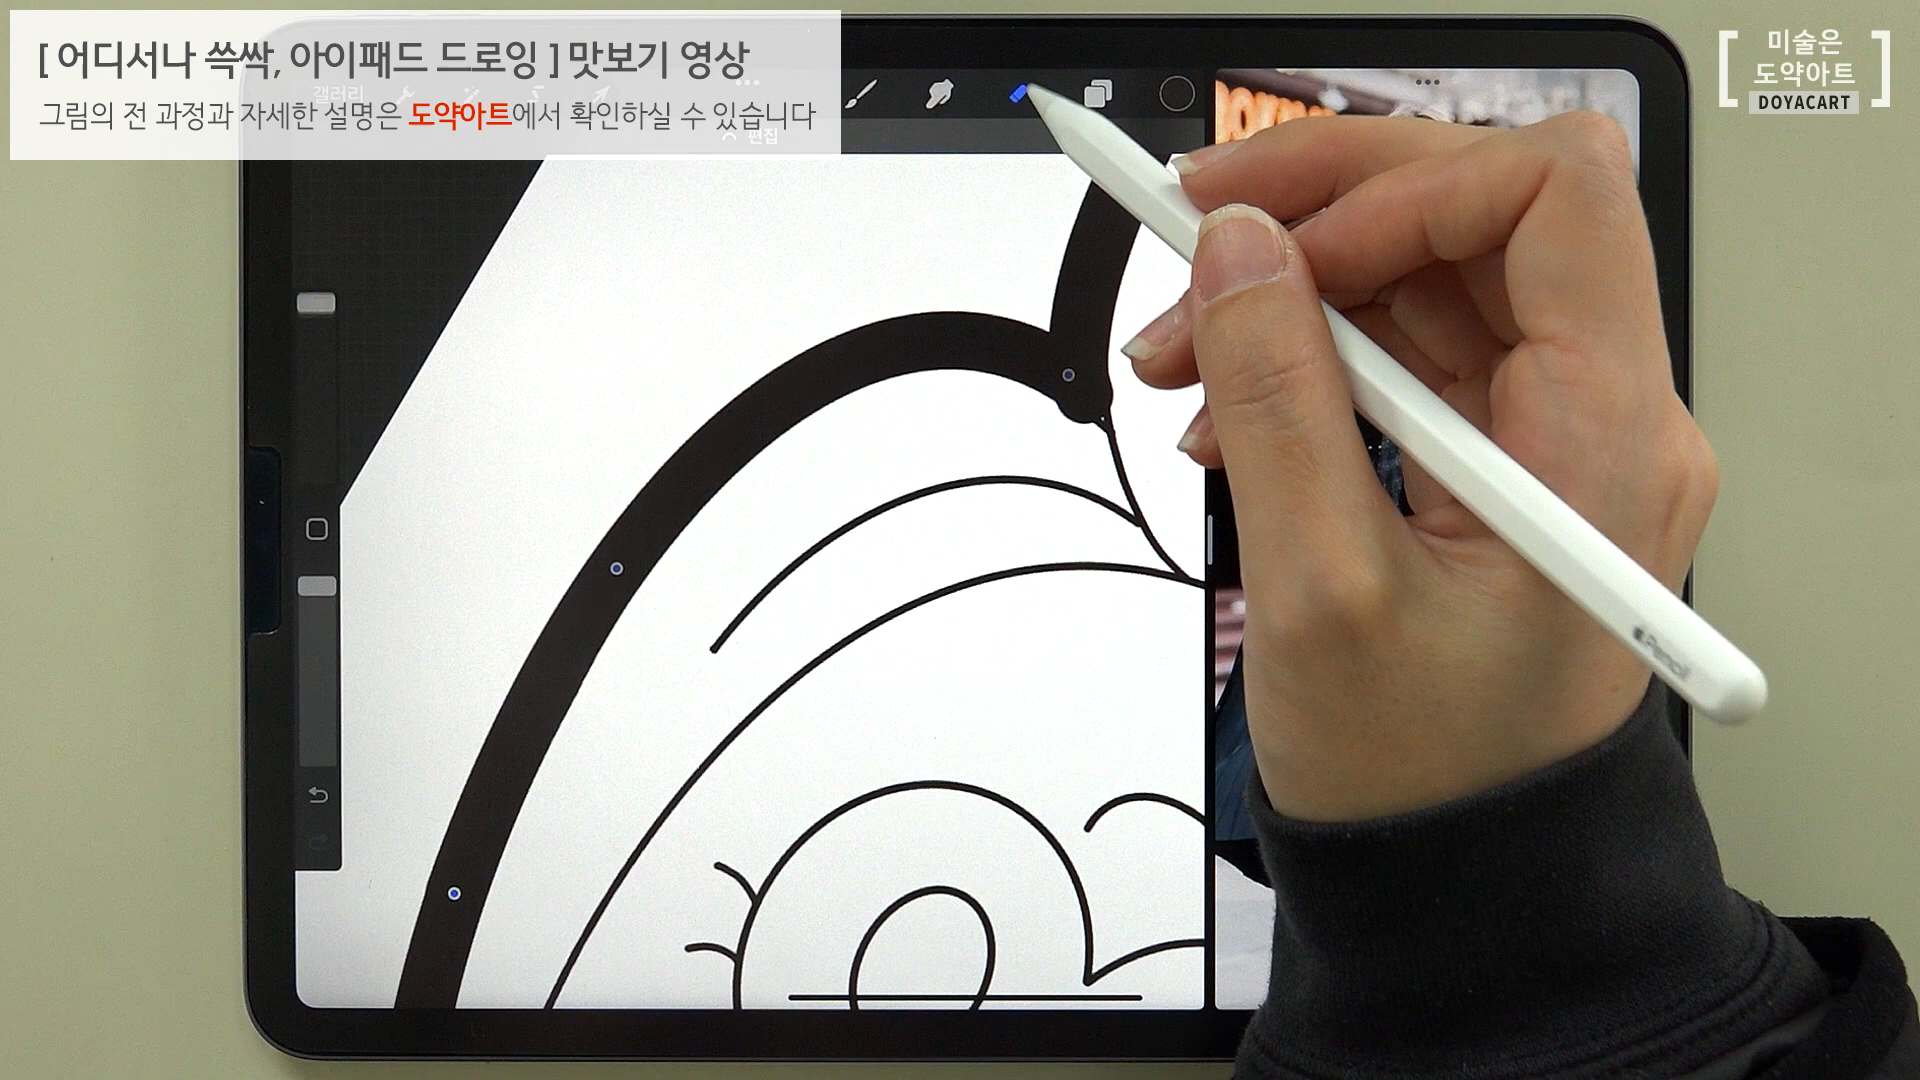 [ 어디서나 쓱싹, 아이패드 드로잉 ] 맛보기 영상
갤러리
그림의 전 과정과 자세한 설명은 도약아트에서 확인하실 수 있습니다
편집
미술은
도약아트
DOYACART
Pencil